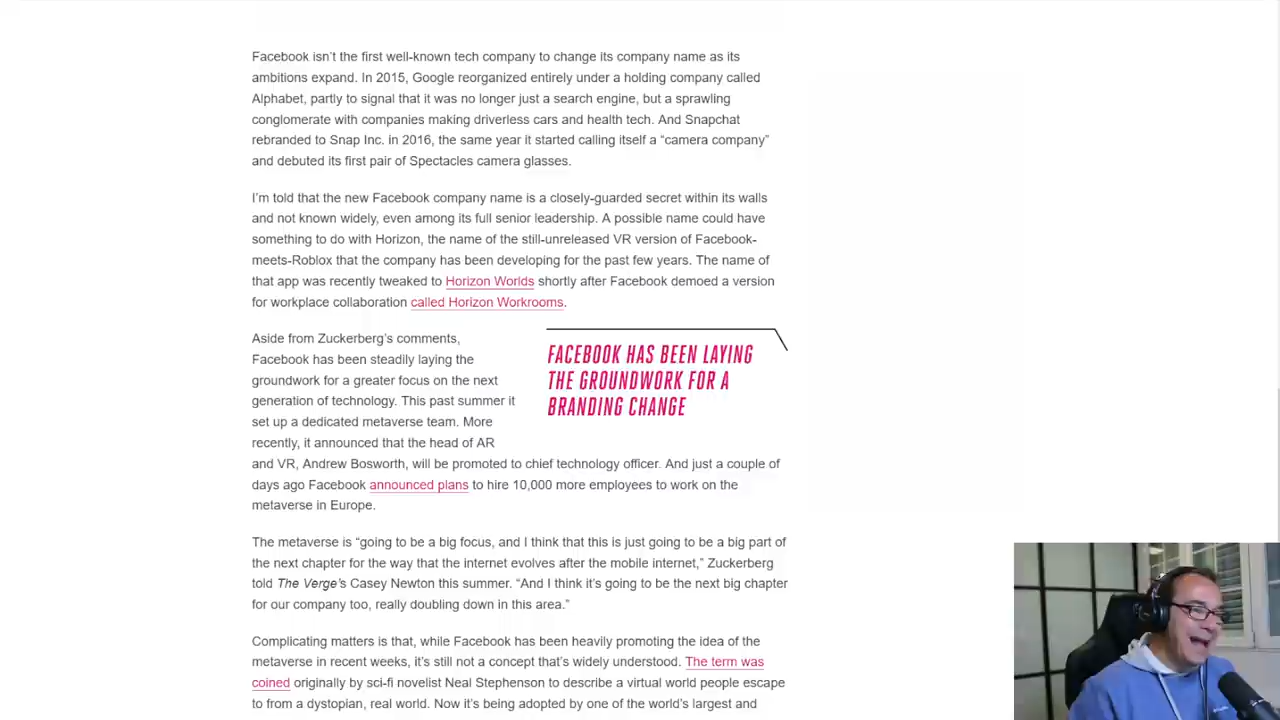 Facebook isn't the first well-known tech company to change its company name as its
ambitions expand. In 2015, Google reorganized entirely under a holding company called
Alphabet, partly to signal that it was no longer just a search engine, but a sprawling
conglomerate with companies making driverless cars and health tech. And Snapchat
rebranded to Snap Inc. in 2016, the same year it started calling itself a “camera company”
and debuted its first pair of Spectacles camera glasses.
I'm told that the new Facebook company name is a closely-guarded secret within its walls
and not known widely, even among its full senior leadership. A possible name could have
something to do with Horizon, the name of the still-unreleased VR version of Facebook-
meets-Roblox that the company has been developing for the past few years. The name of
that app was recently tweaked to Horizon Worlds shortly after Facebook demoed a version
for workplace collaboration called Horizon Workrooms.
Aside from Zuckerberg's comments,
Facebook has been steadily laying the
groundwork for a greater focus on the next
generation of technology. This past summer it
set up a dedicated metaverse team. More
recently, it announced that the head of AR
and VR, Andrew Bosworth, will be promoted to chief technology officer. And just a couple of
days ago Facebook announced plans to hire 10,000 more employees to work on the
metaverse in Europe.
FACEBOOK HAS BEEN LAYING
THE GROUNDWORK FOR A
BRANDING CHANGE
The metaverse is “going to be a big focus, and I think that this is just going to be a big part of
the next chapter for the way that the internet evolves after the mobile internet,” Zuckerberg
told The Verge's Casey Newton this summer. “And I think it's going to be the next big chapter
for our company too, really doubling down in this area.”
Complicating matters is that, while Facebook has been heavily promoting the idea of the
metaverse in recent weeks, it's still not a concept that's widely understood. The term was
coined originally by sci-fi novelist Neal Stephenson to describe a virtual world people escape
to from a dystopian, real world. Now it's being adopted by one of the world's largest and